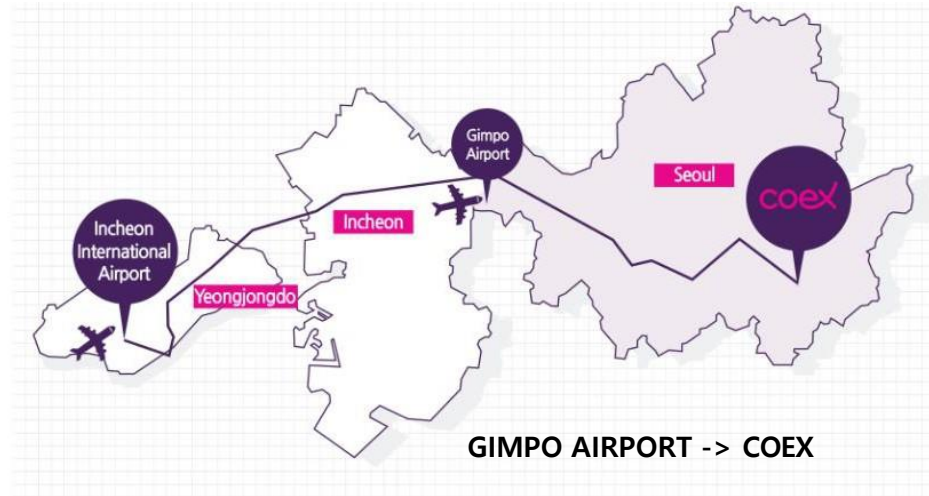 Gimpo
Airport
Seoul
coex
Incheon
Incheon
International
Airport
Yeongjongdo
GIMPO AIRPORT -> COEX